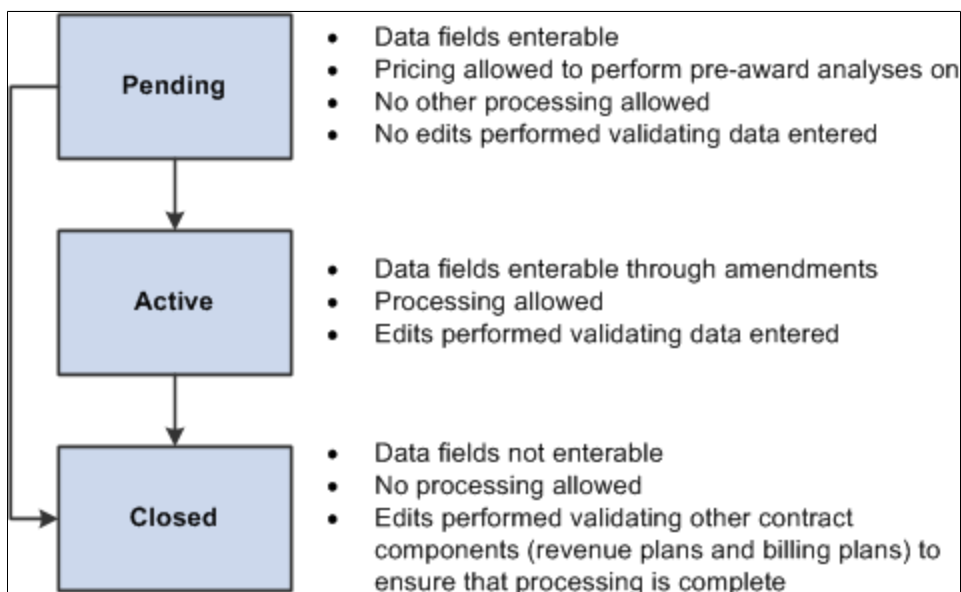 Pending
• Data fields enterable
• Pricing allowed to perform pre-award analyses on
• No other processing allowed
• No edits performed validating data entered
Active
• Data fields enterable through amendments
• Processing allowed
• Edits performed validating data entered
Closed
• Data fields not enterable
• No processing allowed
• Edits performed validating other contract
components (revenue plans and billing plans) to
ensure that processing is complete